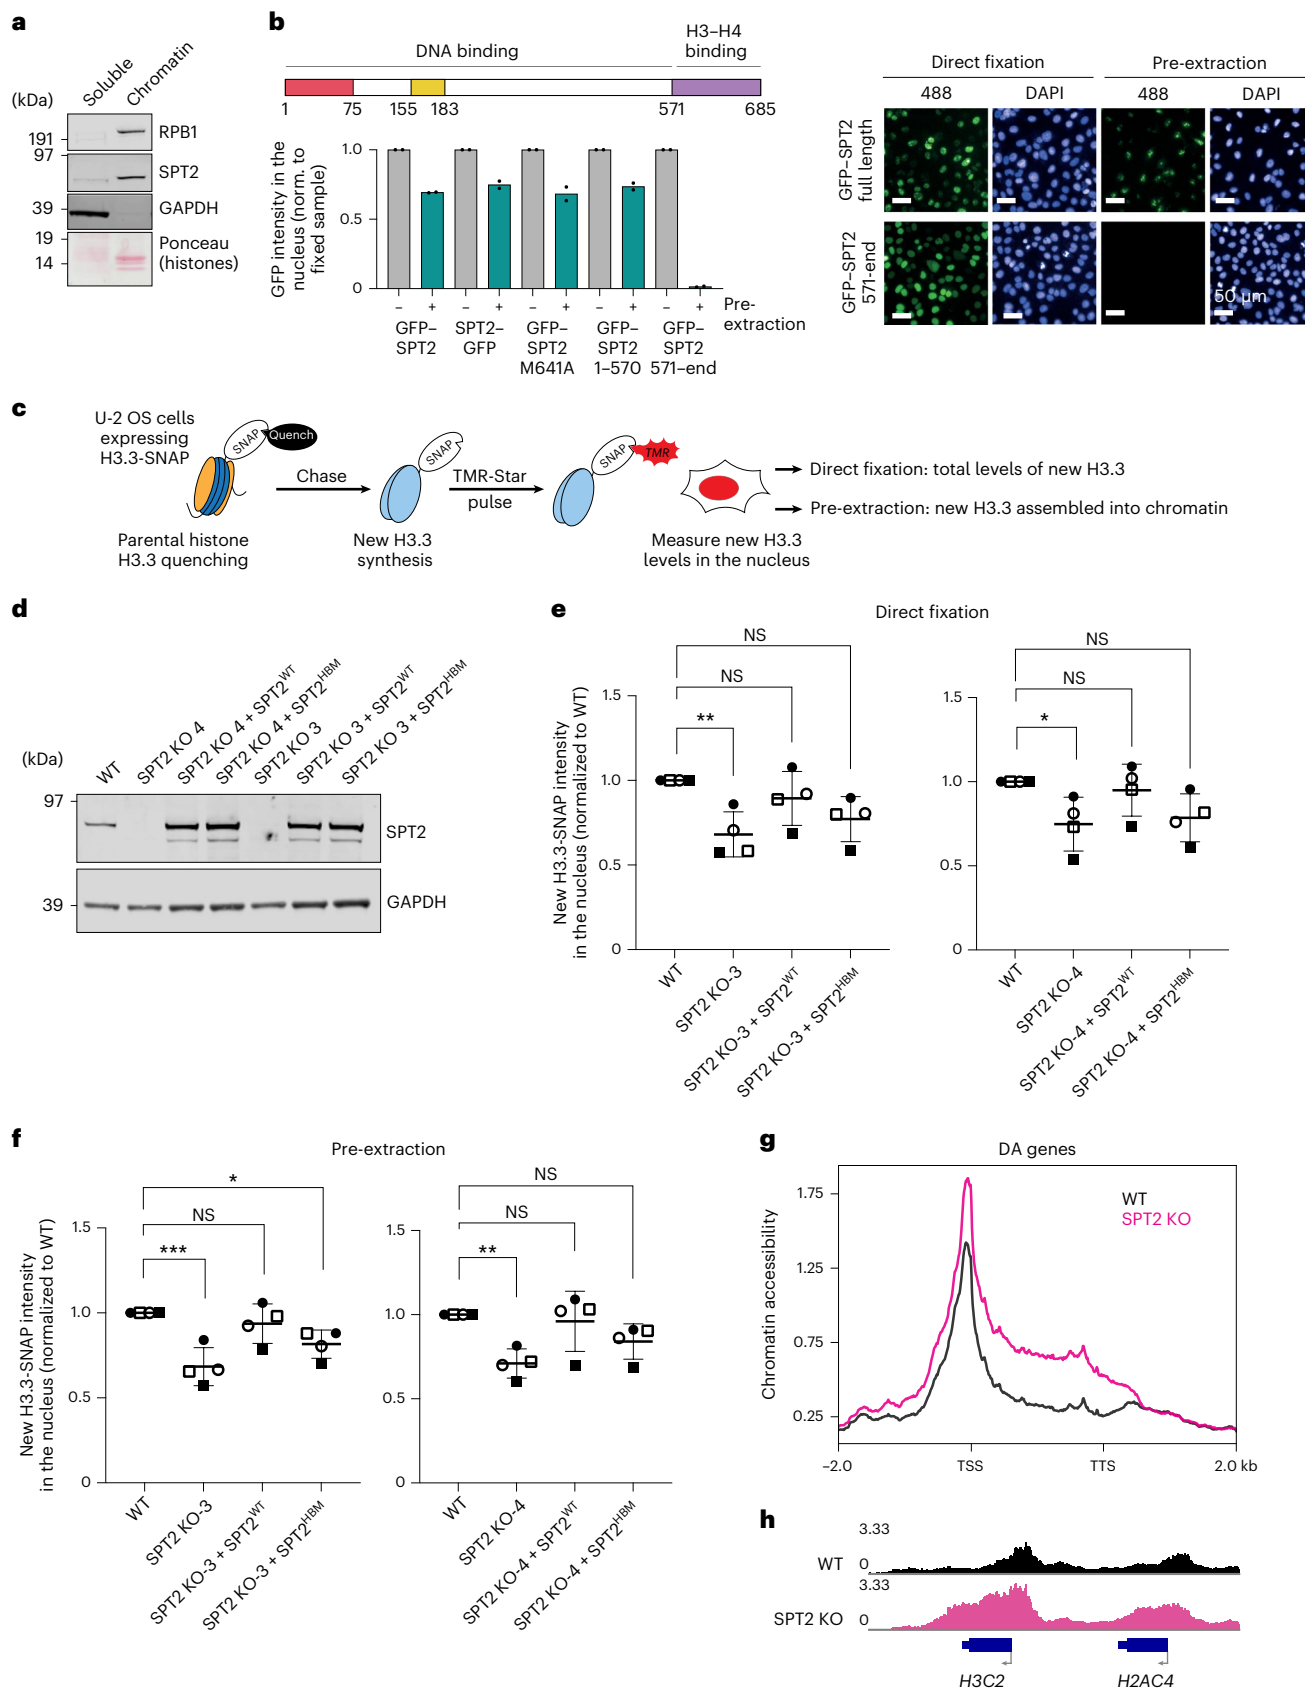 a
Soluble
Chromatin
(kDa)
191
97
39
19
14
RPB1
SPT2
GAPDH
Ponceau
(histones)
b
DNA binding
H3–H4
binding
1
75
155
183
571
685
GFP intensity in the
nucleus (norm. to
fixed sample)
1.0
0.5
0
– + – + – + – + – +
Pre-
extraction
GFP–
SPT2
SPT2–
GFP
GFP–
SPT2
M641A
GFP–
SPT2
1–570
GFP–
SPT2
571–end
Direct fixation
Pre-extraction
488
DAPI
488
DAPI
GFP–SPT2
full length
GFP–SPT2
571-end
50 µm
c
U-2 OS cells
expressing
H3.3-SNAP
SNAP
Quench
Parental histone
H3.3 quenching
Chase
SNAP
New H3.3
synthesis
TMR-Star
pulse
SNAP
TMR
Measure new H3.3
levels in the nucleus
Direct fixation: total levels of new H3.3
Pre-extraction: new H3.3 assembled into chromatin
d
(kDa)
WT
SPT2 KO 4
SPT2 KO 4 + SPT2WT
SPT2 KO 4 + SPT2HBM
SPT2 KO 3
SPT2 KO 3 + SPT2WT
SPT2 KO 3 + SPT2HBM
97
SPT2
39
GAPDH
e
Direct fixation
New H3.3-SNAP intensity
in the nucleus (normalized to WT)
1.5
1.0
0.5
0
NS
NS
**
WT
SPT2 KO-3
SPT2 KO-3 + SPT2WT
SPT2 KO-3 + SPT2HBM
1.5
1.0
0.5
0
NS
NS
*
WT
SPT2 KO-4
SPT2 KO-4 + SPT2WT
SPT2 KO-4 + SPT2HBM
f
Pre-extraction
New H3.3-SNAP intensity
in the nucleus (normalized to WT)
1.5
1.0
0.5
0
*
NS
***
WT
SPT2 KO-3
SPT2 KO-3 + SPT2WT
SPT2 KO-3 + SPT2HBM
1.5
1.0
0.5
0
NS
NS
**
WT
SPT2 KO-4
SPT2 KO-4 + SPT2WT
SPT2 KO-4 + SPT2HBM
g
DA genes
Chromatin accessibility
1.75
1.25
0.75
0.25
WT
SPT2 KO
–2.0
TSS
TTS
2.0 kb
h
3.33
WT
0
3.33
SPT2 KO
0
H3C2
H2AC4